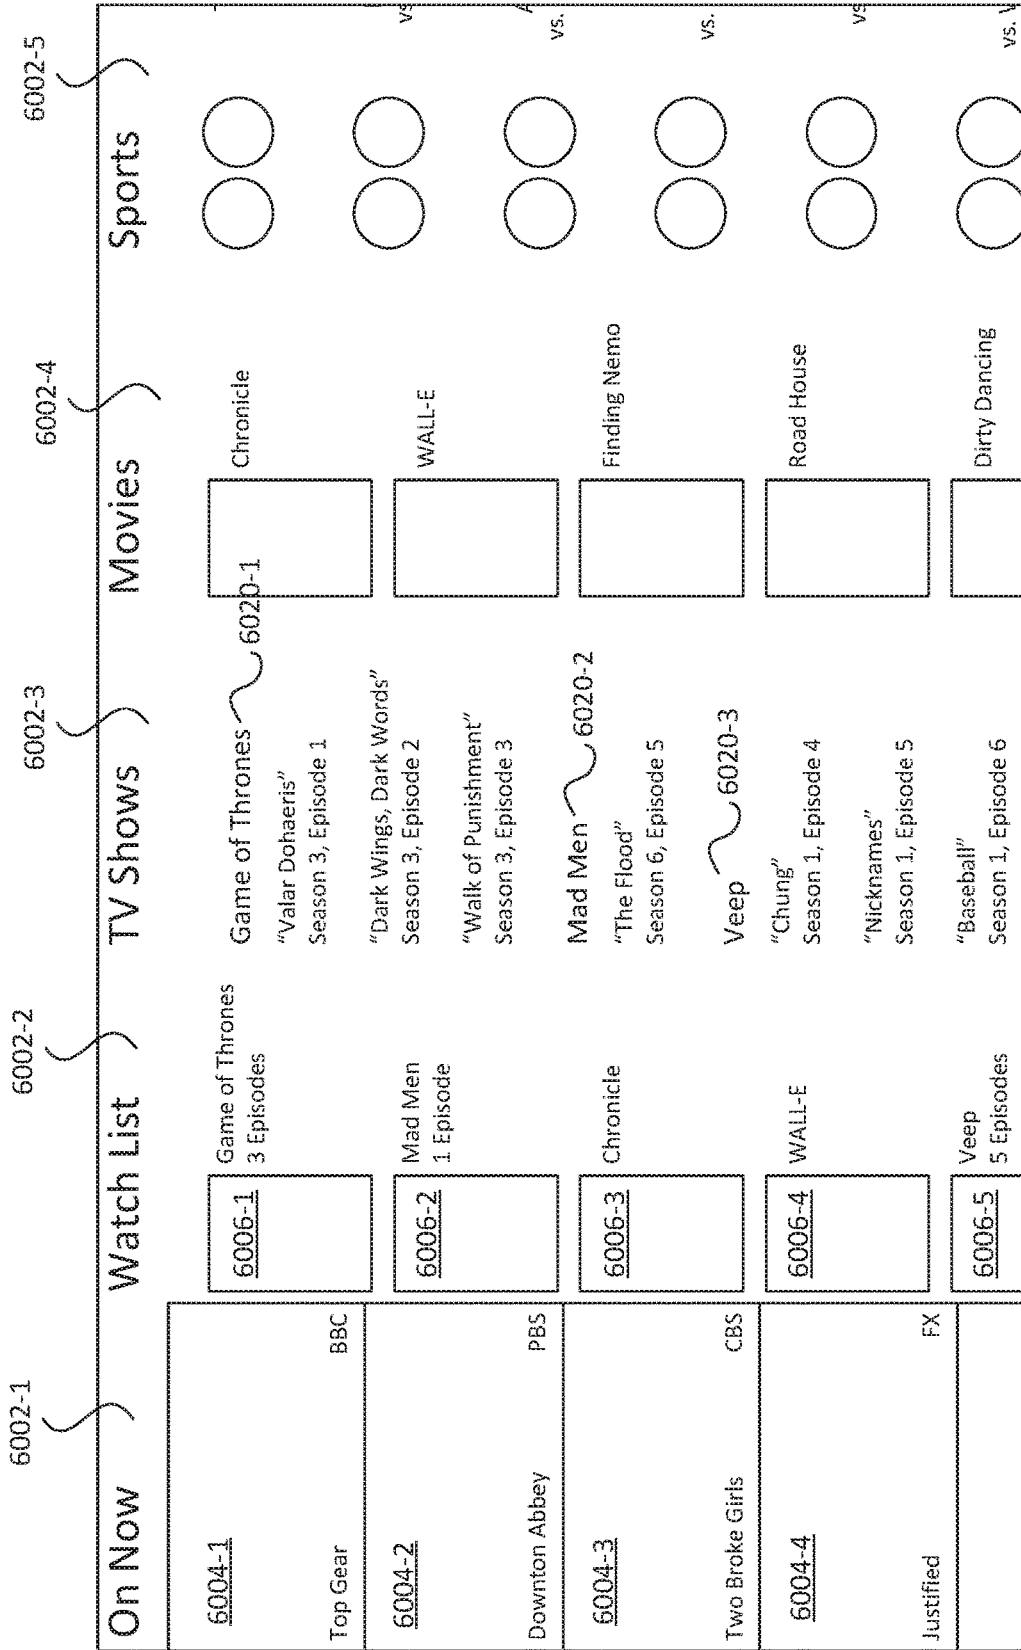 6002-1
6002-2
6002-3
6002-4
6002-5
On Now
Watch List
TV Shows
Movies
Sports
6004-1
Top Gear
BBC
6004-2
Downton Abbey
PBS
6004-3
Two Broke Girls
CBS
6004-4
Justified
FX
6006-1
Game of Thrones
3 Episodes
6006-2
Mad Men
1 Episode
6006-3
Chronicle
6006-4
WALL-E
6006-5
Veep
5 Episodes
Game of Thrones
6020-1
"Valar Dohaeris"
Season 3, Episode 1
"Dark Wings, Dark Words"
Season 3, Episode 2
"Walk of Punishment"
Season 3, Episode 3
Mad Men
6020-2
"The Flood"
Season 6, Episode 5
Veep
6020-3
"Chung"
Season 1, Episode 4
"Nicknames"
Season 1, Episode 5
"Baseball"
Season 1, Episode 6
Chronicle
WALL-E
Finding Nemo
Road House
Dirty Dancing
vs.
vs.
vs.